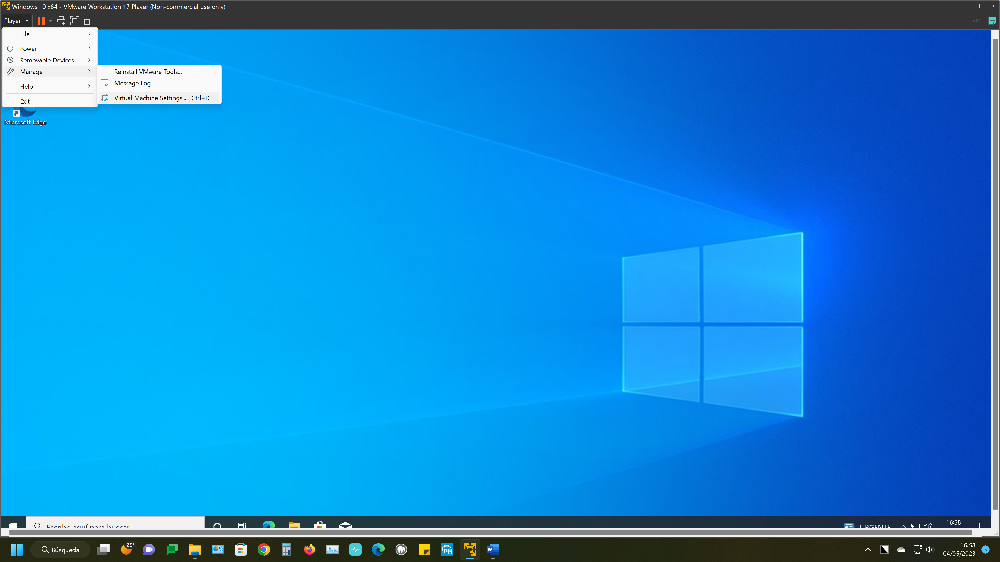 Windows 10 x64 - VMware Workstation 17 Player (Non-commercial use only)
Player
File
Power
Removable Devices
Manage
Help
Exit
Reinstall VMware Tools...
Message Log
Virtual Machine Settings... Ctrl+D
Microsoft Edge
Escribe aquí para buscar
URGENTE
16:58
25°
Búsqueda
W
16:58
04/05/2023
5